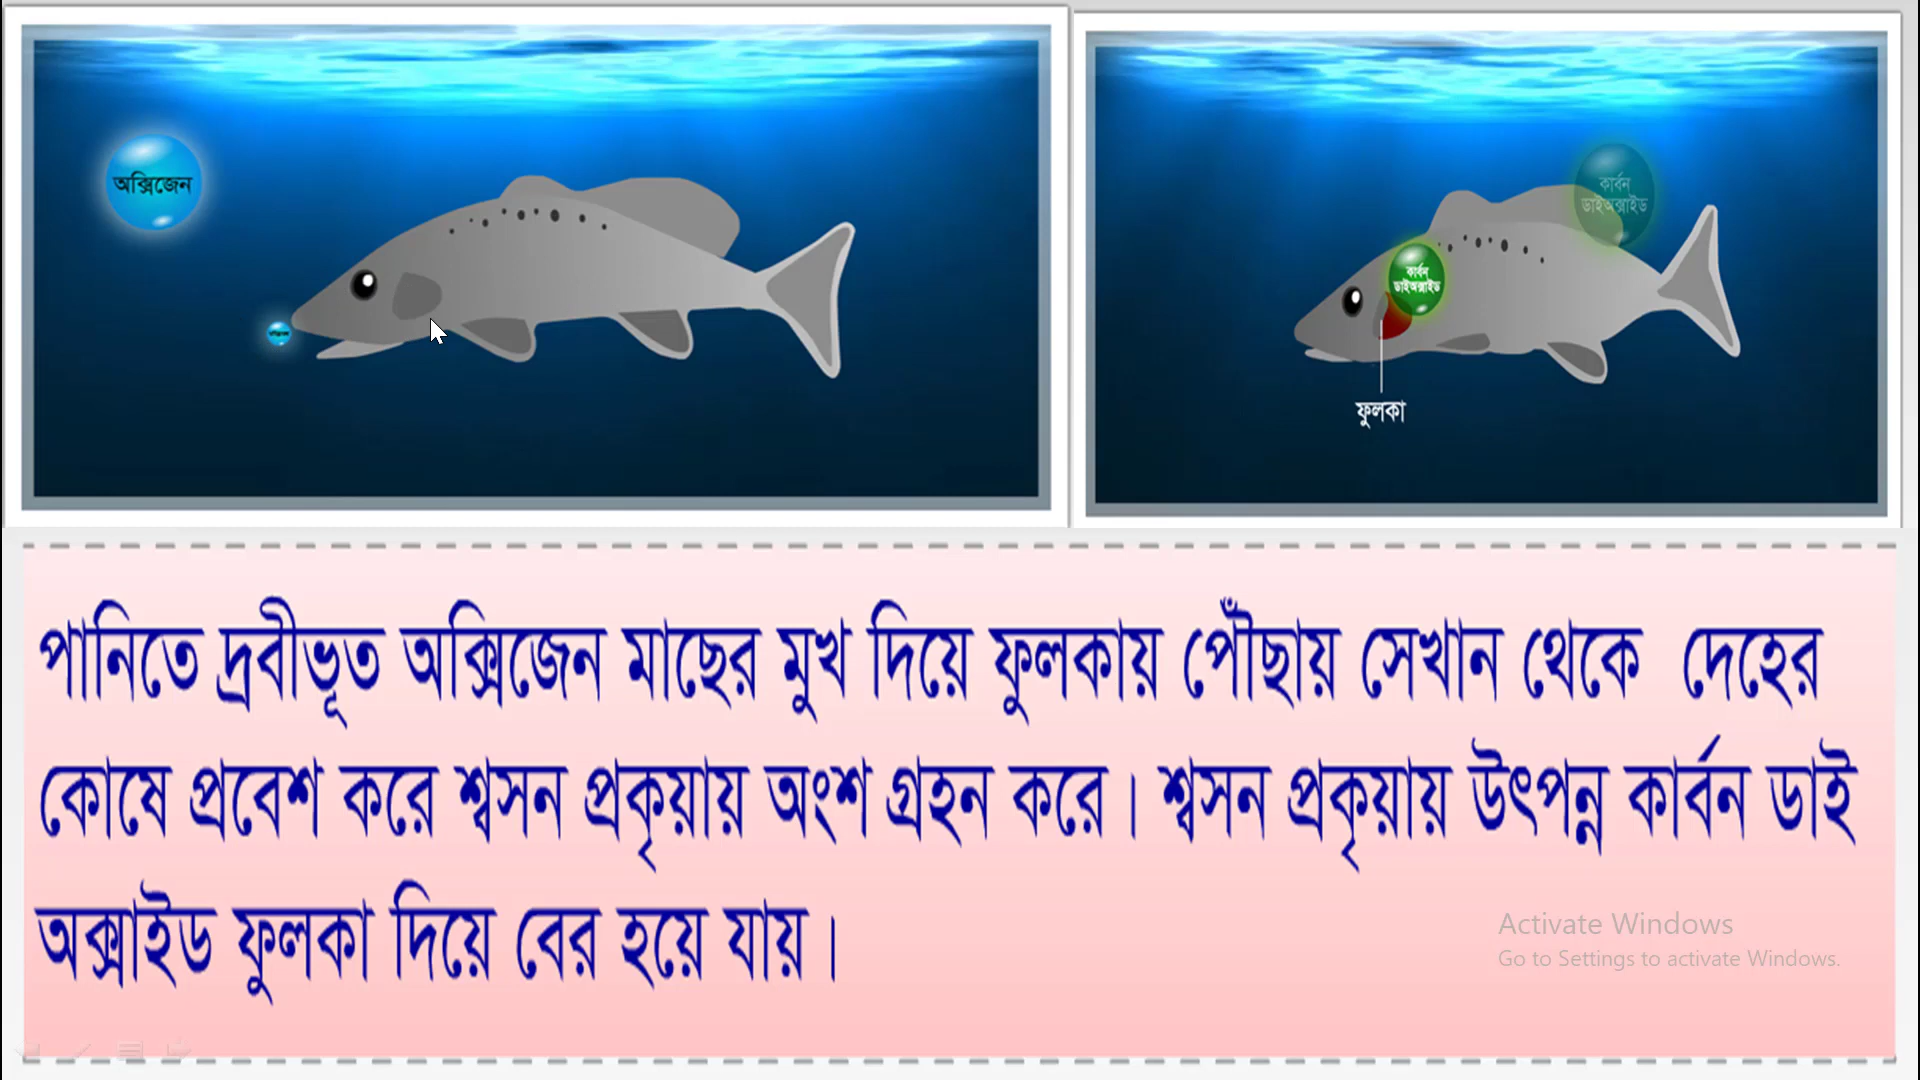 অক্সিজেন
কার্বন
ডাইঅক্সাইড
কার্বন
ডাইঅক্সাইড
ফুলকা
পানিতে দ্রবীভূত অক্সিজেন মাছের মুখ দিয়ে ফুলকায় পৌঁছায় সেখান থেকে দেহের
কোষে প্রবেশ করে শ্বসন প্রকৃয়ায় অংশ গ্রহন করে। শ্বসন প্রকৃয়ায় উৎপন্ন কার্বন ডাই
অক্সাইড ফুলকা দিয়ে বের হয়ে যায়।
Activate Windows
Go to Settings to activate Windows.